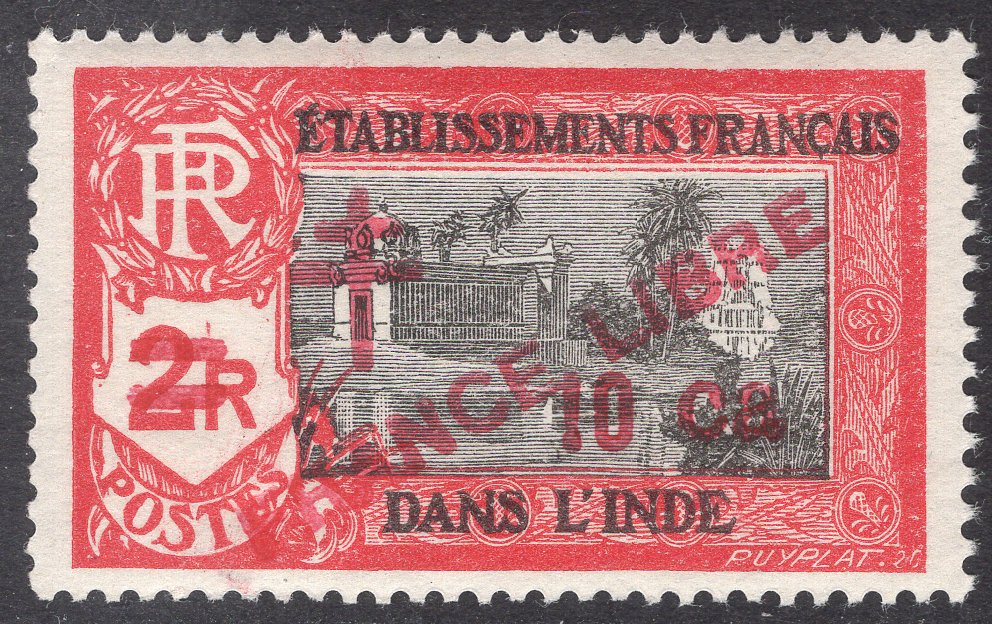 RF
ÉTABLISSEMENTS FRANÇAIS
FRANCE LIBRE
2R
10 ca
POSTES
DANS L'INDE
PUYPLAT.